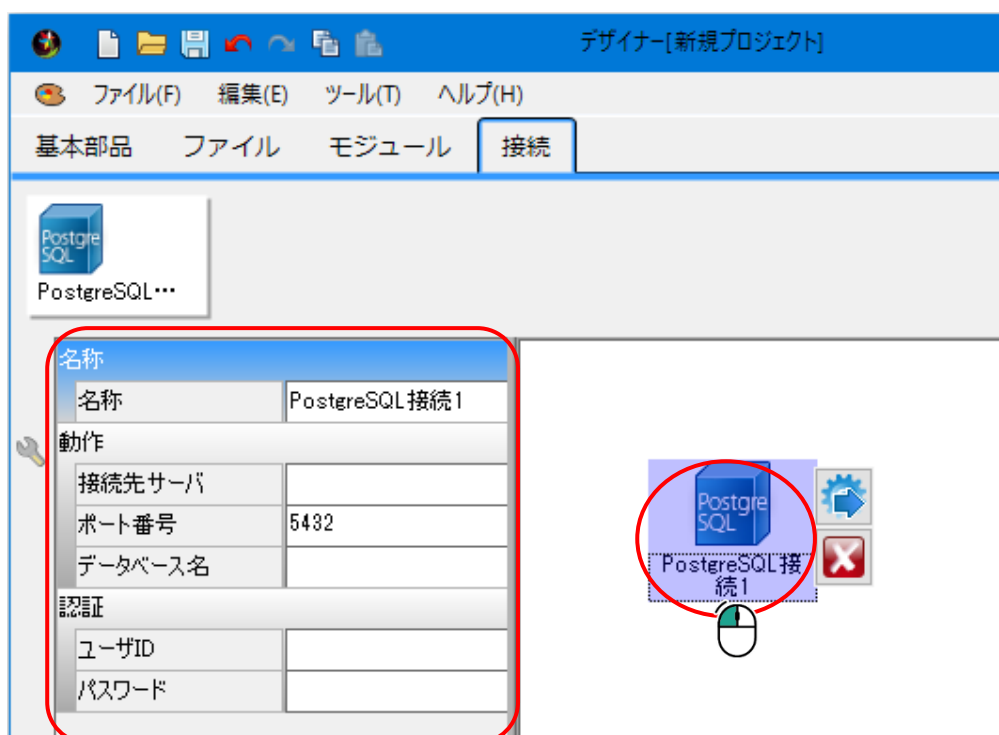 デザイナー[新規プロジェクト]
ファイル(F) 編集(E) ツール(T) ヘルプ(H)
基本部品 ファイル モジュール 接続
Postgre
SQL
PostgreSQL…
名称
名称 PostgreSQL接続1
動作
接続先サーバ
ポート番号 5432
データベース名
認証
ユーザID
パスワード
Postgre
SQL
PostgreSQL接
続1